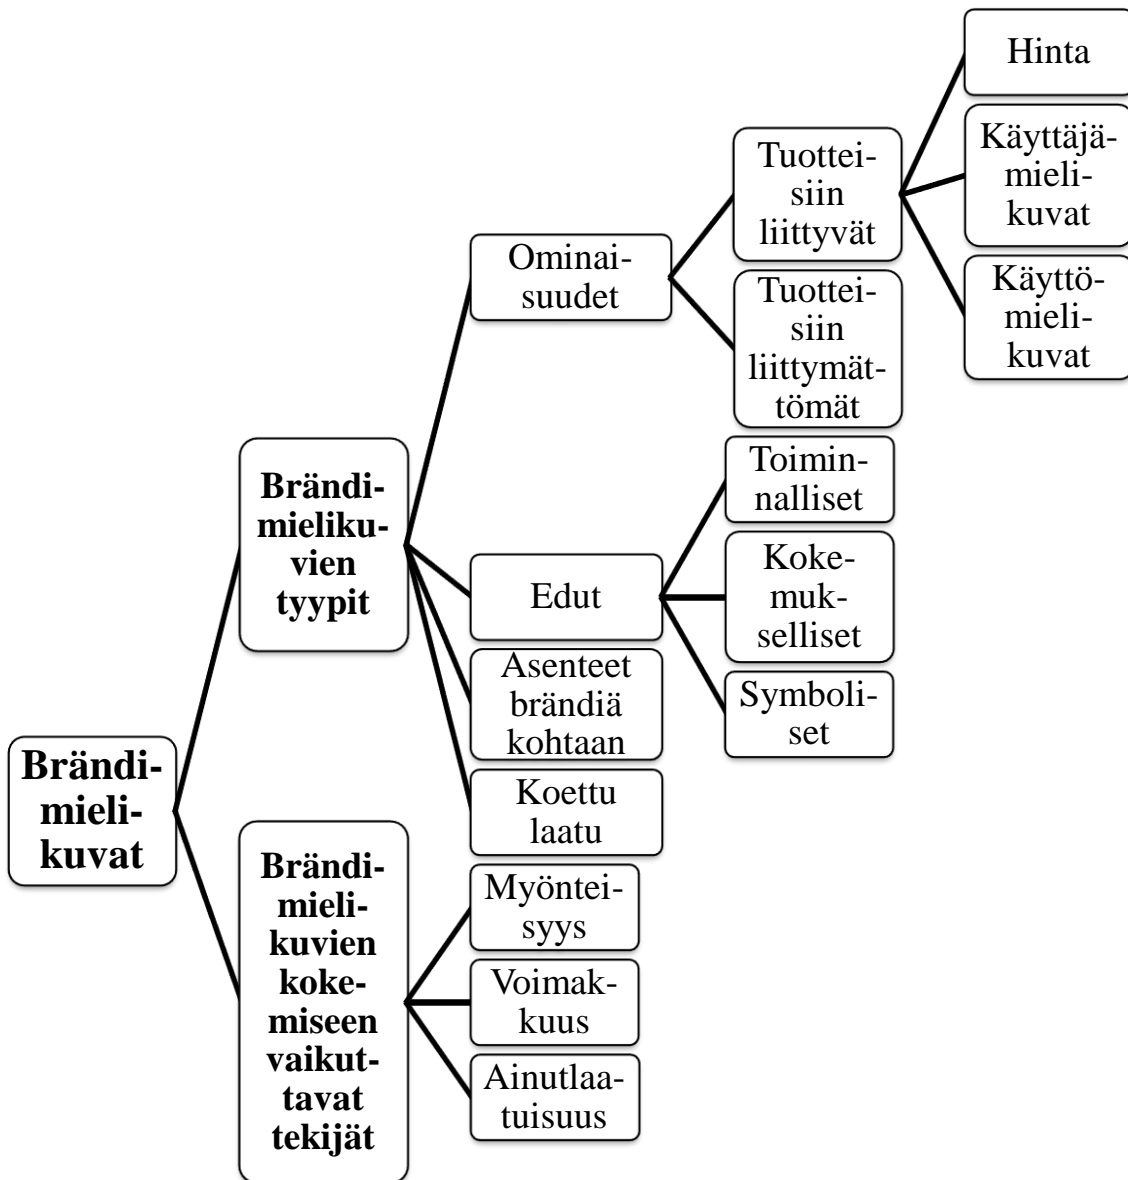 Hinta
Käyttäjä-
mieli-
kuvat
Käyttö-
mieli-
kuvat
Tuottei-
siin
liittyvät
Tuottei-
siin
liittymät-
tömät
Ominai-
suudet
Toimin-
nalliset
Koke-
muk-
selliset
Symboli-
set
Edut
Asenteet
brändiä
kohtaan
Koettu
laatu
Brändi-
mieliku-
vien
tyypit
Brändi-
mieli-
kuvat
Brändi-
mieli-
kuvien
koke-
miseen
vaikut-
tavat
tekijät
Myöntei-
syys
Voimak-
kuus
Ainutlaa-
tuisuus